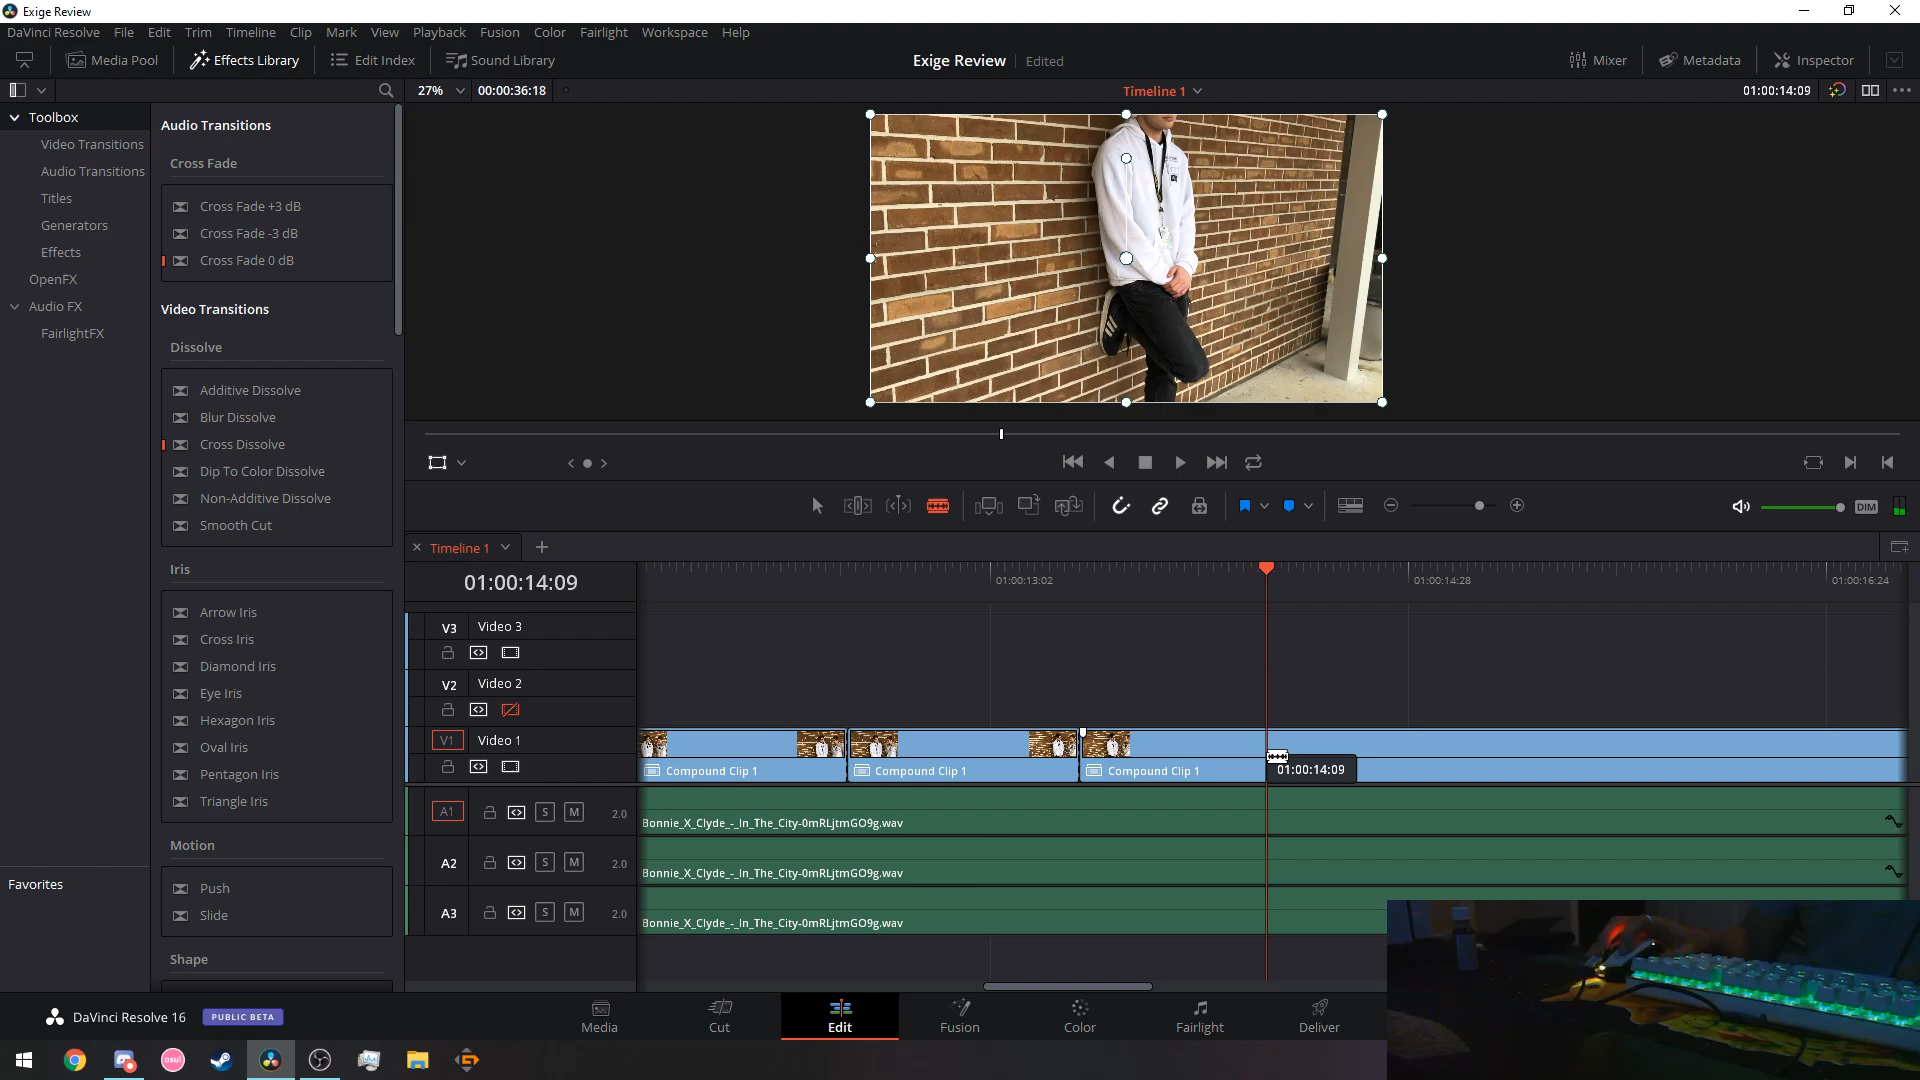 Exige Review
DaVinci Resolve File Edit Trim Timeline Clip Mark View Playback Fusion Color Fairlight Workspace Help
Media Pool Effects Library Edit Index Sound Library Exige Review Edited Mixer Metadata Inspector
27% 00:00:36:18 Timeline 1 01:00:14:09
Toolbox
Video Transitions
Audio Transitions
Titles
Generators
Effects
OpenFX
Audio FX
FairlightFX
Favorites
Audio Transitions
Cross Fade
Cross Fade +3 dB
Cross Fade -3 dB
Cross Fade 0 dB
Video Transitions
Dissolve
Additive Dissolve
Blur Dissolve
Cross Dissolve
Dip To Color Dissolve
Non-Additive Dissolve
Smooth Cut
Iris
Arrow Iris
Cross Iris
Diamond Iris
Eye Iris
Hexagon Iris
Oval Iris
Pentagon Iris
Triangle Iris
Motion
Push
Slide
Shape
DIM
Timeline 1
01:00:14:09
01:00:13:02 01:00:14:28 01:00:16:24
V3 Video 3
V2 Video 2
V1 Video 1
Compound Clip 1 Compound Clip 1 Compound Clip 1 01:00:14:09
A1 S M 2.0
Bonnie_X_Clyde_-_In_The_City-0mRLjtmGO9g.wav
A2 S M 2.0
Bonnie_X_Clyde_-_In_The_City-0mRLjtmGO9g.wav
A3 S M 2.0
Bonnie_X_Clyde_-_In_The_City-0mRLjtmGO9g.wav
DaVinci Resolve 16 PUBLIC BETA
Media Cut Edit Fusion Color Fairlight Deliver
osu!